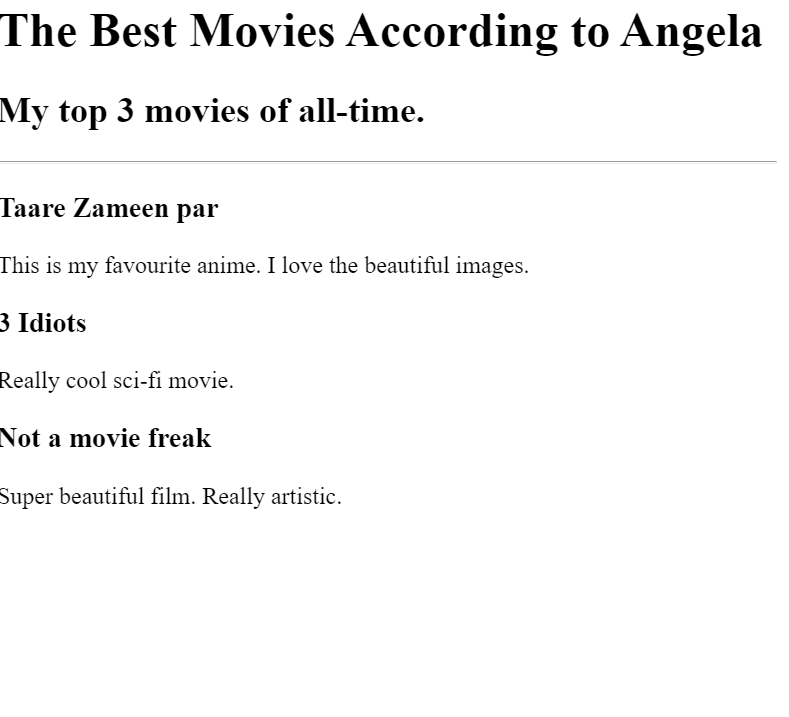 The Best Movies According to Angela
My top 3 movies of all-time.
Taare Zameen par
This is my favourite anime. I love the beautiful images.
3 Idiots
Really cool sci-fi movie.
Not a movie freak
Super beautiful film. Really artistic.